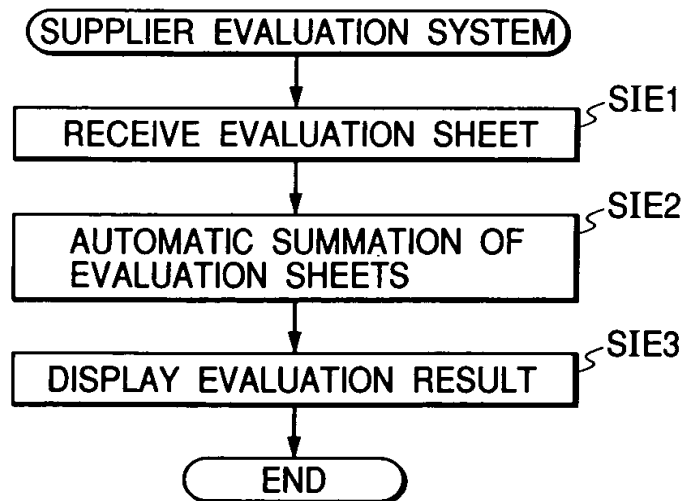 SUPPLIER EVALUATION SYSTEM
SIE1
RECEIVE EVALUATION SHEET
SIE2
AUTOMATIC SUMMATION OF
EVALUATION SHEETS
SIE3
DISPLAY EVALUATION RESULT
END